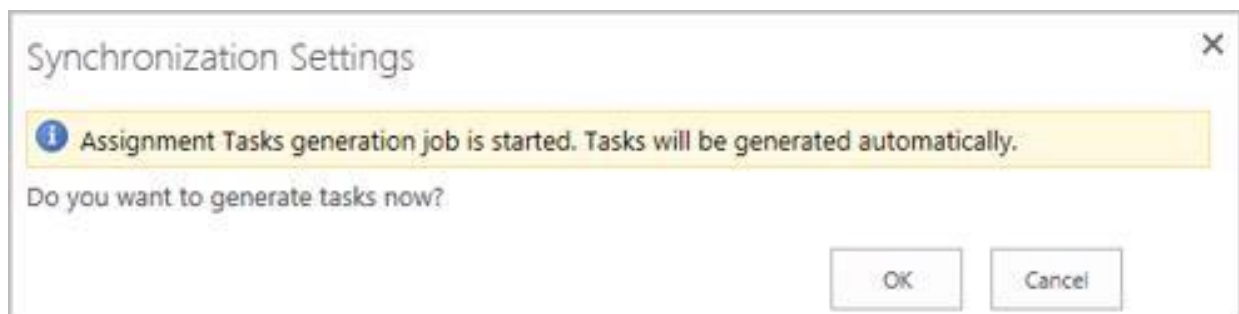 Synchronization Settings
Assignment Tasks generation job is started. Tasks will be generated automatically.
Do you want to generate tasks now?
OK Cancel